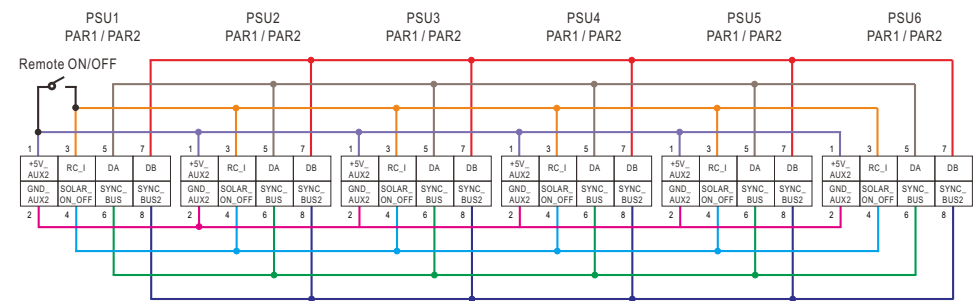 PSU1 PSU2 PSU3 PSU4 PSU5 PSU6
PAR1 / PAR2 PAR1 / PAR2 PAR1 / PAR2 PAR1 / PAR2 PAR1 / PAR2 PAR1 / PAR2
Remote ON/OFF
1 3 5 7 1 3 5 7 1 3 5 7 1 3 5 7 1 3 5 7 1 3 5 7
+5V_ AUX2 RC_I DA DB +5V_ AUX2 RC_I DA DB +5V_ AUX2 RC_I DA DB +5V_ AUX2 RC_I DA DB +5V_ AUX2 RC_I DA DB +5V_ AUX2 RC_I DA DB
GND_ SOLAR_ SYNC_ SYNC_ GND_ SOLAR_ SYNC_ SYNC_ GND_ SOLAR_ SYNC_ SYNC_ GND_ SOLAR_ SYNC_ SYNC_ GND_ SOLAR_ SYNC_ SYNC_ GND_ SOLAR_ SYNC_ SYNC_
AUX2 ON_OFF BUS BUS2 AUX2 ON_OFF BUS BUS2 AUX2 ON_OFF BUS BUS2 AUX2 ON_OFF BUS BUS2 AUX2 ON_OFF BUS BUS2 AUX2 ON_OFF BUS BUS2
2 4 6 8 2 4 6 8 2 4 6 8 2 4 6 8 2 4 6 8 2 4 6 8